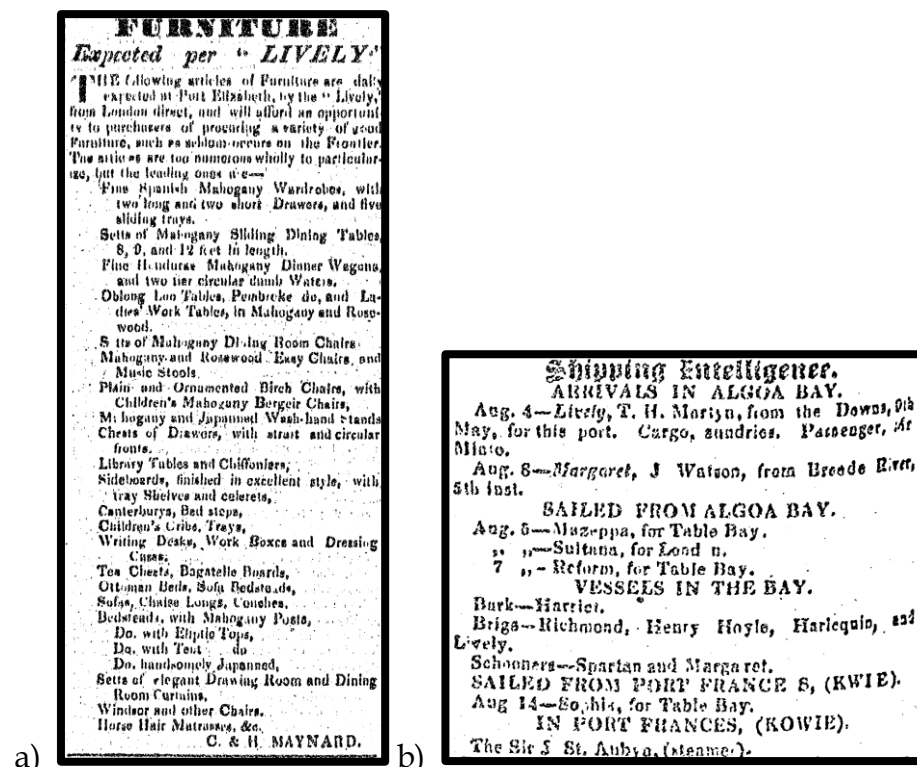 FURNITURE
Expected per "LIVELY"
THE following articles of Furniture are daily
expected at Port Elizabeth, by the "Lively,"
from London direct, and will afford an opportuni-
ty to purchasers of procuring a variety of good
Furniture, such as seldom occurs on the Frontier.
The articles are too numerous wholly to particular-
ize, but the leading ones are—
Fine Spanish Mahogany Wardrobes, with
two long and two short Drawers, and five
sliding trays.
Setts of Mahogany Sliding Dining Tables,
8, 9, and 12 feet in length.
Fine Honduras Mahogany Dinner Wagons,
and two tier circular dumb Waters.
Oblong Loo Tables, Pembroke do, and La-
dies' Work Tables, in Mahogany and Rose-
wood.
Setts of Mahogany Dining Room Chairs
Mahogany and Rosewood Easy Chairs, and
Music Stools
Plain and Ornamented Birch Chairs, with
Children's Mahogany Bergeir Chairs,
Mahogany and Japanned Wash-hand Stands
Chests of Drawers, with strait and circular
fronts.
Library Tables and Chiffoniers,
Sideboards, finished in excellent style, with
tray Shelves and celerets,
Canterburys, Bed steps,
Children's Cribs, Trays,
Writing Desks, Work Boxes and Dressing
Cases.
Tea Chests, Bagatelle Boards,
Ottoman Beds, Sofa Bedsteads,
Sofas, Chaise Longs, Couches.
Bedsteads, with Mahogany Posts,
Do. with Eliptic Tops,
Do. with Tent do
Do. handsomely Japanned,
Setts of elegant Drawing Room and Dining
Room Curtains,
Windsor and other Chairs.
Horse Hair Matrasses, &c.
C. & H. MAYNARD.
a)
Shipping Intelligence.
ARRIVALS IN ALGOA BAY.
Aug. 4—Lively, T. H. Martyn, from the Downs, 9th
May, for this port. Cargo, sundries. Passenger, Mr
Minto.
Aug. 8—Margaret, J Watson, from Breede River,
5th inst.
SAILED FROM ALGOA BAY.
Aug. 5—Mazeppa, for Table Bay.
,, ,,—Sultana, for Lond n.
7 ,,—Reform, for Table Bay.
VESSELS IN THE BAY.
Bark—Harriet.
Brigs—Richmond, Henry Hoyle, Harlequin, and
Lively.
Schooners—Spartan and Margaret.
SAILED FROM PORT FRANCE S, (KWIE).
Aug 14—Sophia, for Table Bay.
IN PORT FRANCES, (KOWIE).
The Sir J St. Aubyn, (steamer).
b)